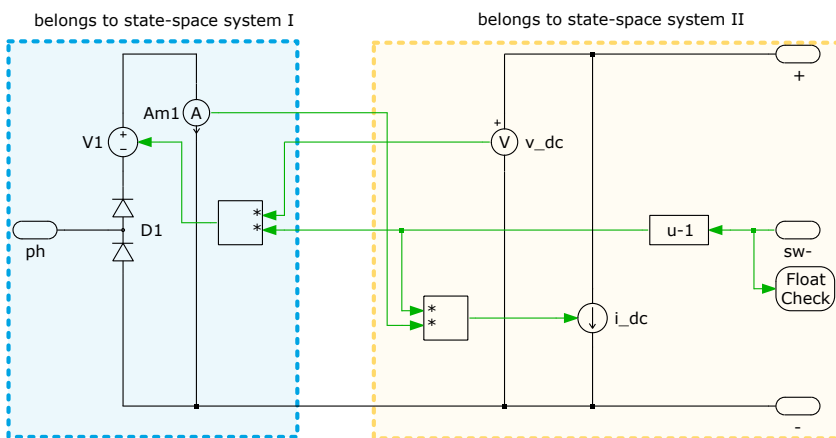 belongs to state-space system I
belongs to state-space system II
+
Am1
A
V1
+
−
+
V
v_dc
*
*
ph
D1
u-1
sw-
Float
Check
*
*
i_dc
-